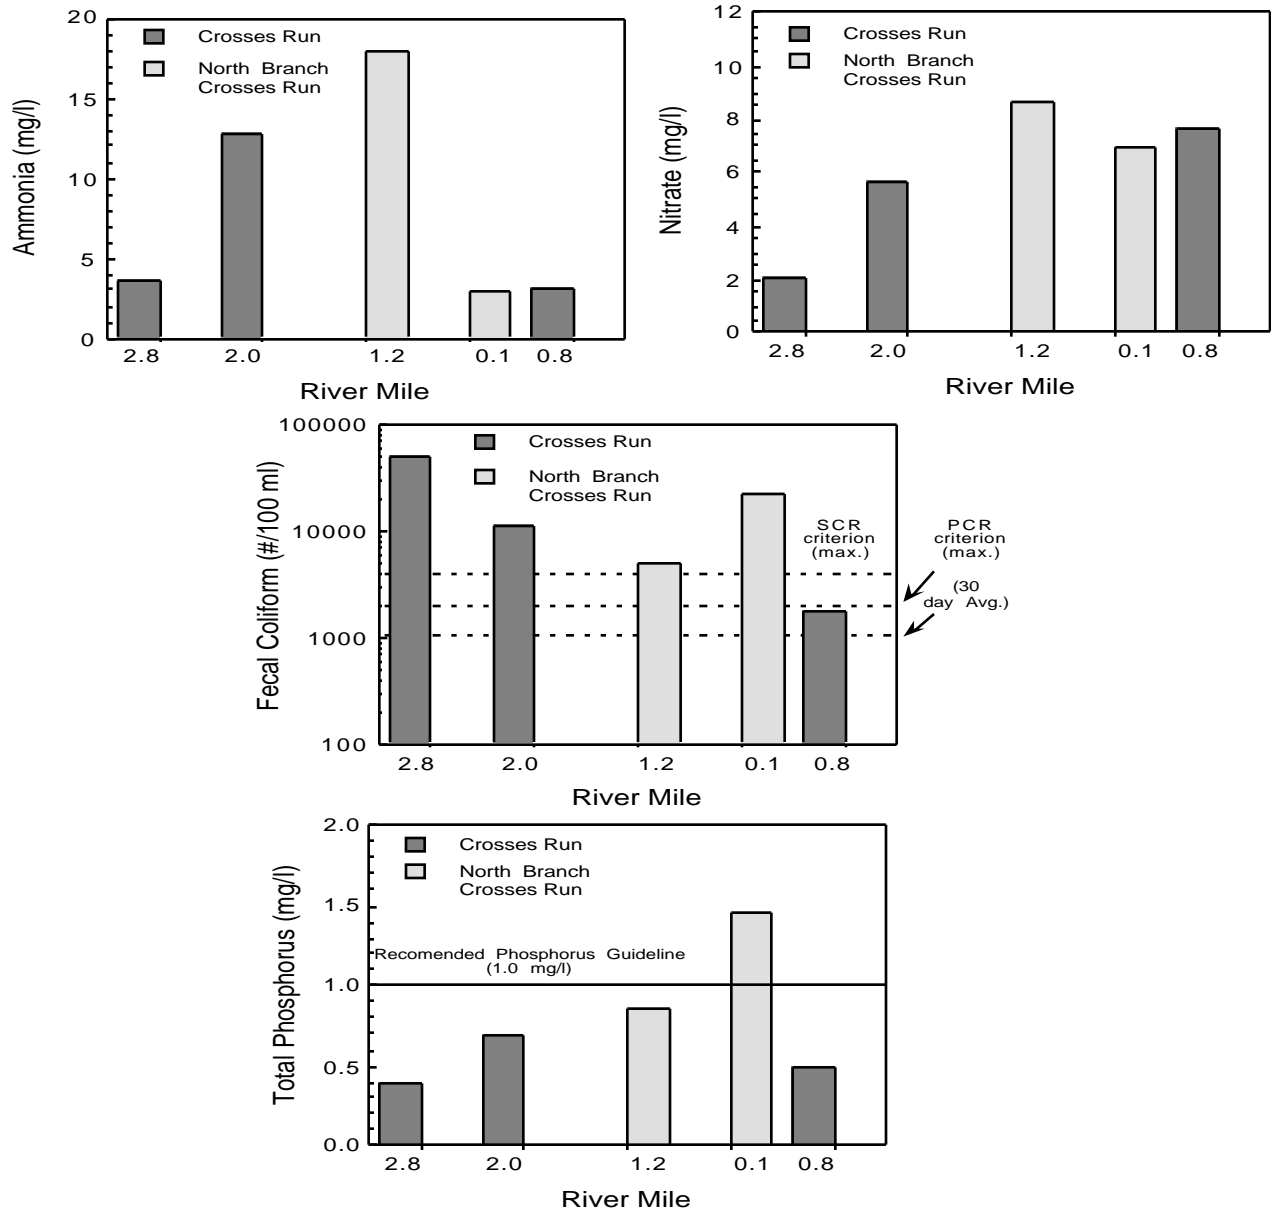 20
15
10
5
0
Ammonia (mg/l)
Crosses Run
North Branch
Crosses Run
2.8
2.0
1.2
0.1
0.8
River Mile
12
10
8
6
4
2
0
Nitrate (mg/l)
Crosses Run
North Branch
Crosses Run
2.8
2.0
1.2
0.1
0.8
River Mile
100000
10000
1000
100
Fecal Coliform (#/100 ml)
Crosses Run
North Branch
Crosses Run
SCR
criterion
(max.)
PCR
criterion
(max.)
(30
day Avg.)
2.8
2.0
1.2
0.1
0.8
River Mile
2.0
1.5
1.0
0.5
0.0
Total Phosphorus (mg/l)
Crosses Run
North Branch
Crosses Run
Recomended Phosphorus Guideline
(1.0 mg/l)
2.8
2.0
1.2
0.1
0.8
River Mile